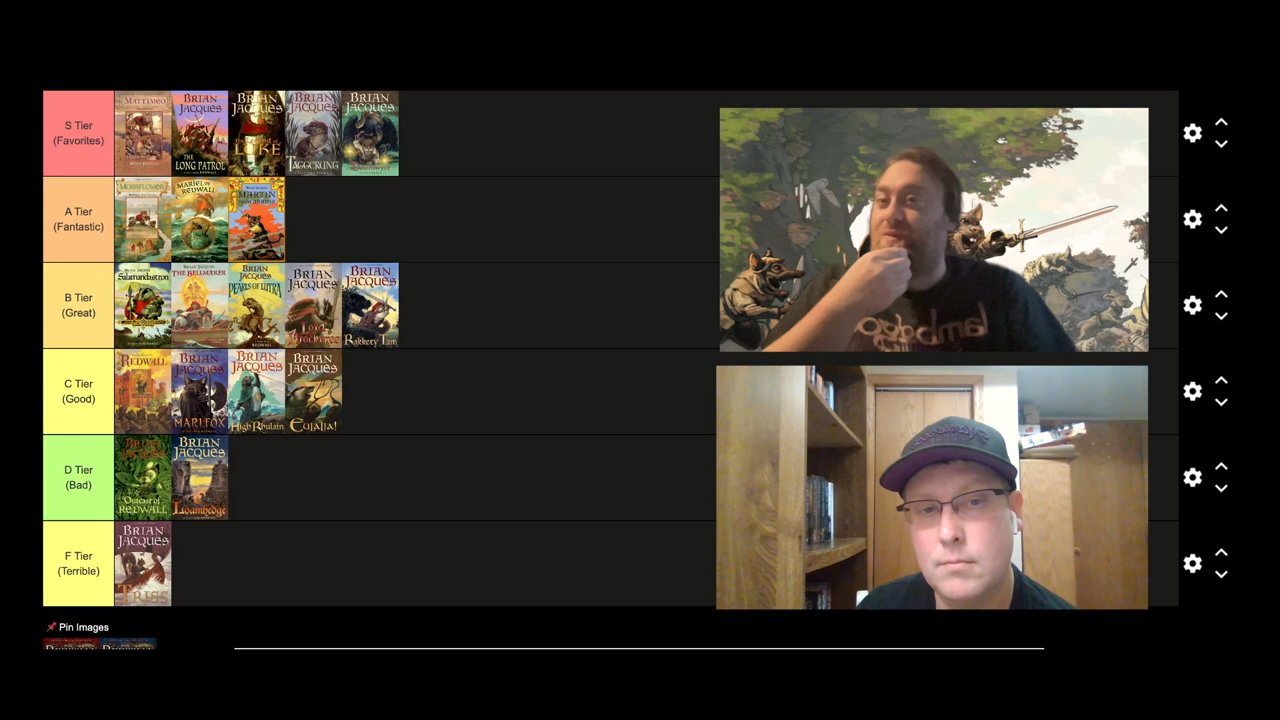 S Tier
(Favorites)
MATTIMEO
BRIAN
JACQUES
THE
LONG PATROL
BRIAN
JACQUES
LUKE
BRIAN
JACQUES
TAGGERUNG
BRIAN
JACQUES
A Tier
(Fantastic)
MOSSFLOWER
MARIEL OF
REDWALL
MARTIN
B Tier
(Great)
Salamandastron
THE BELLMAKER
BRIAN
JACQUES
PEARLS OF LUTRA
BRIAN
JACQUES
Lord
Brocktree
BRIAN
JACQUES
Rakkety Tam
C Tier
(Good)
REDWALL
BRIAN
JACQUES
MARLFOX
BRIAN
JACQUES
High Rhulain
BRIAN
JACQUES
EULALIA!
D Tier
(Bad)
BRIAN
JACQUES
Outcast of
REDWALL
BRIAN
JACQUES
Loamhedge
F Tier
(Terrible)
BRIAN
JACQUES
TRISS
Pin Images